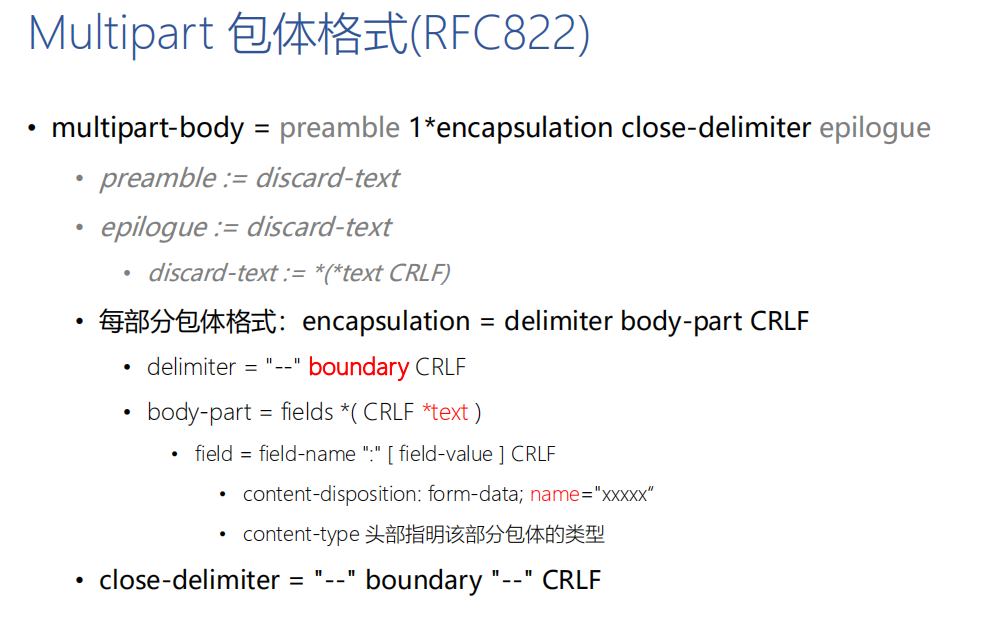 Multipart 包体格式(RFC822)
• multipart-body = preamble 1*encapsulation close-delimiter epilogue
• preamble := discard-text
• epilogue := discard-text
• discard-text := *(*text CRLF)
• 每部分包体格式：encapsulation = delimiter body-part CRLF
• delimiter = "--" boundary CRLF
• body-part = fields *( CRLF *text )
• field = field-name ":" [ field-value ] CRLF
• content-disposition: form-data; name="xxxxx“
• content-type 头部指明该部分包体的类型
• close-delimiter = "--" boundary "--" CRLF